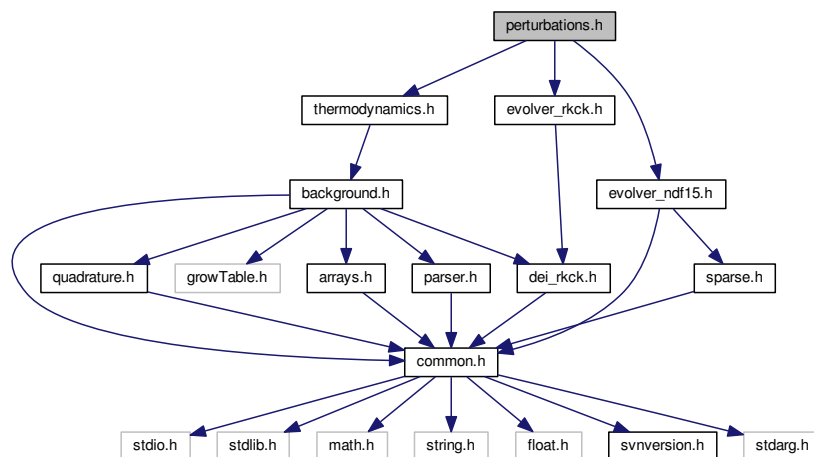 perturbations.h
thermodynamics.h
evolver_rkck.h
background.h
evolver_ndf15.h
quadrature.h
growTable.h
arrays.h
parser.h
dei_rkck.h
sparse.h
common.h
stdio.h
stdlib.h
math.h
string.h
float.h
svnversion.h
stdarg.h